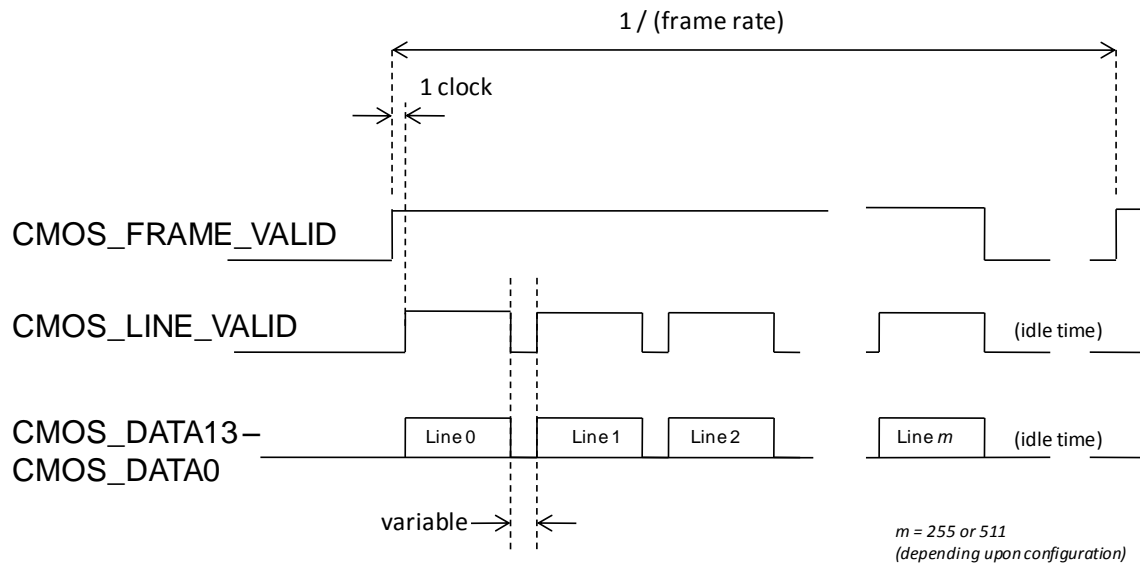 1 / (frame rate)
1 clock
CMOS_FRAME_VALID
CMOS_LINE_VALID
(idle time)
CMOS_DATA13–
CMOS_DATA0
Line 0
Line 1
Line 2
Line m
(idle time)
variable
m = 255 or 511
(depending upon configuration)